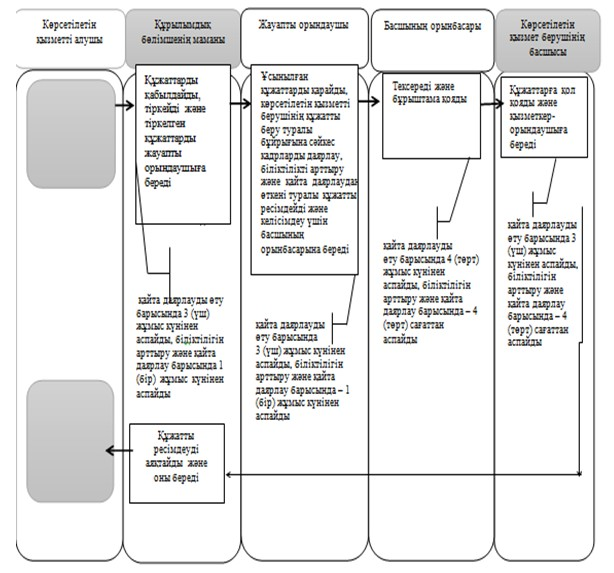 Көрсетілетін
қызметті алушы
Құрылымдық
бөлімшенің маманы
Жауапты орындаушы
Басшының орынбасары
Көрсетілетін
қызмет берушінің
басшысы
Құжаттарды
қабылдайды,
тіркейді және
тіркелген
құжаттарды
жауапты
орындаушыға
береді
Ұсынылған
құжаттарды қарайды,
көрсетілетін қызметті
берушінің құжатты
беру туралы
бұйрығына сәйкес
кадрларды даярлау,
біліктілікті арттыру
және қайта даярлаудан
өткені туралы құжатты
ресімдейді және
келісімдеу үшін
басшының
орынбасарына береді
Тексереді және
бұрыштама қояды
Құжаттарға қол
қояды және
қызметкер-
орындаушыға
береді
қайта даярлауды өту
барысында 3 (үш)
жұмыс күнінен
аспайды, біліктілігін
арттыру және қайта
даярлау барысында 1
(бір) жұмыс күнінен
аспайды
қайта даярлауды
өту барысында
3 (үш) жұмыс күнінен
аспайды, біліктілігін
арттыру және қайта
даярлау барысында – 1
(бір) жұмыс күнінен
аспайды
қайта даярлауды
өту барысында 4 (төрт)
жұмыс күнінен
аспайды, біліктілігін
арттыру және қайта
даярлау барысында – 4
(төрт) сағаттан
аспайды
қайта даярлауды
өту барысында 3
(үш) жұмыс
күнінен аспайды,
біліктілігін
арттыру және
қайта даярлау
барысында – 4
(төрт) сағаттан
аспайды
Құжатты
ресімдеуді
аяқтайды және
оны береді